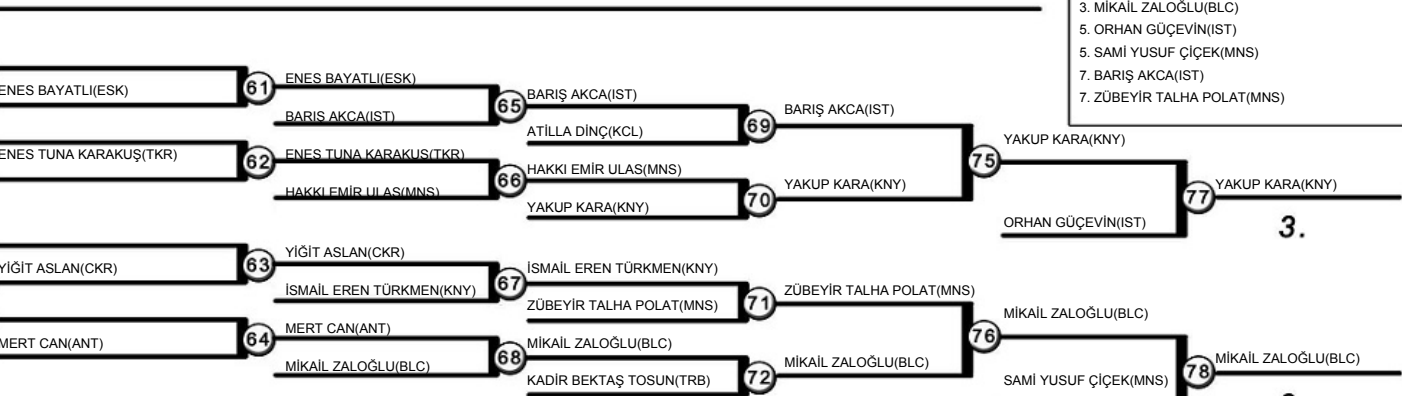 3. MİKAİL ZALOĞLU(BLC)
5. ORHAN GÜÇEVİN(IST)
5. SAMİ YUSUF ÇİÇEK(MNS)
7. BARIŞ AKCA(IST)
7. ZÜBEYİR TALHA POLAT(MNS)
ENES BAYATLI(ESK)
61
ENES BAYATLI(ESK)
BARIŞ AKCA(IST)
65
BARIŞ AKCA(IST)
ATİLLA DİNÇ(KCL)
69
BARIŞ AKCA(IST)
ENES TUNA KARAKUŞ(TKR)
62
ENES TUNA KARAKUŞ(TKR)
HAKKI EMİR ULAS(MNS)
66
HAKKI EMİR ULAS(MNS)
YAKUP KARA(KNY)
70
YAKUP KARA(KNY)
75
YAKUP KARA(KNY)
ORHAN GÜÇEVİN(IST)
77
YAKUP KARA(KNY)
3.
YİĞİT ASLAN(CKR)
63
YİĞİT ASLAN(CKR)
İSMAİL EREN TÜRKMEN(KNY)
67
İSMAİL EREN TÜRKMEN(KNY)
ZÜBEYİR TALHA POLAT(MNS)
71
ZÜBEYİR TALHA POLAT(MNS)
MERT CAN(ANT)
64
MERT CAN(ANT)
MİKAİL ZALOĞLU(BLC)
68
MİKAİL ZALOĞLU(BLC)
KADİR BEKTAŞ TOSUN(TRB)
72
MİKAİL ZALOĞLU(BLC)
76
MİKAİL ZALOĞLU(BLC)
SAMİ YUSUF ÇİÇEK(MNS)
78
MİKAİL ZALOĞLU(BLC)